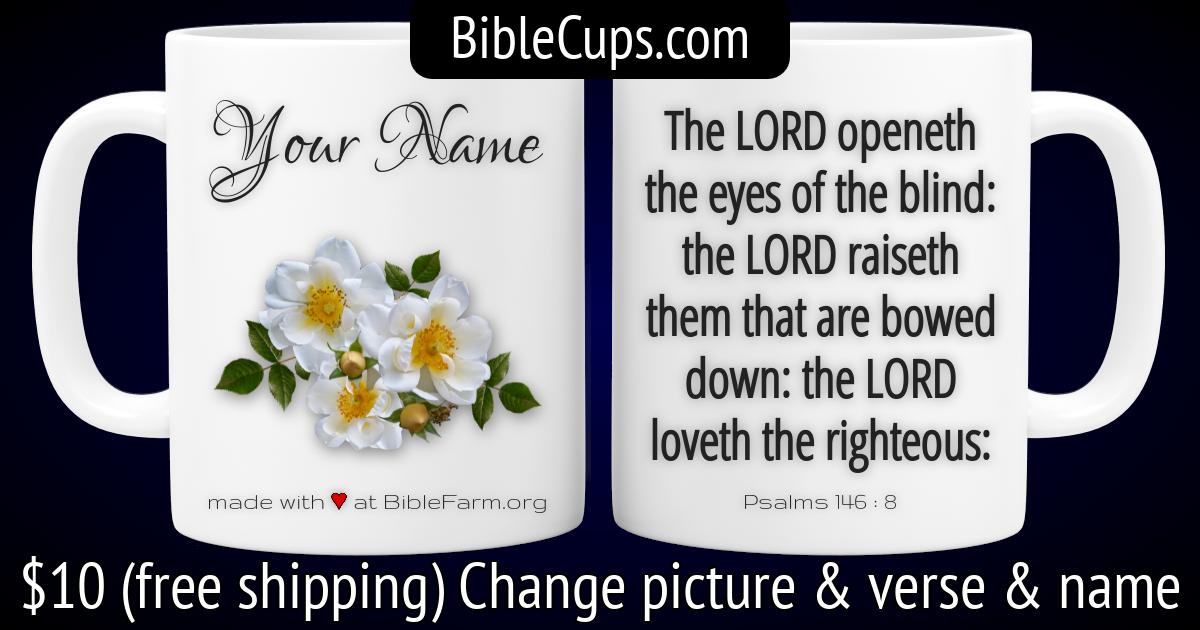 BibleCups.com
Your Name
made with ♥ at BibleFarm.org
The LORD openeth
the eyes of the blind:
the LORD raiseth
them that are bowed
down: the LORD
loveth the righteous:
Psalms 146 : 8
$10 (free shipping) Change picture & verse & name